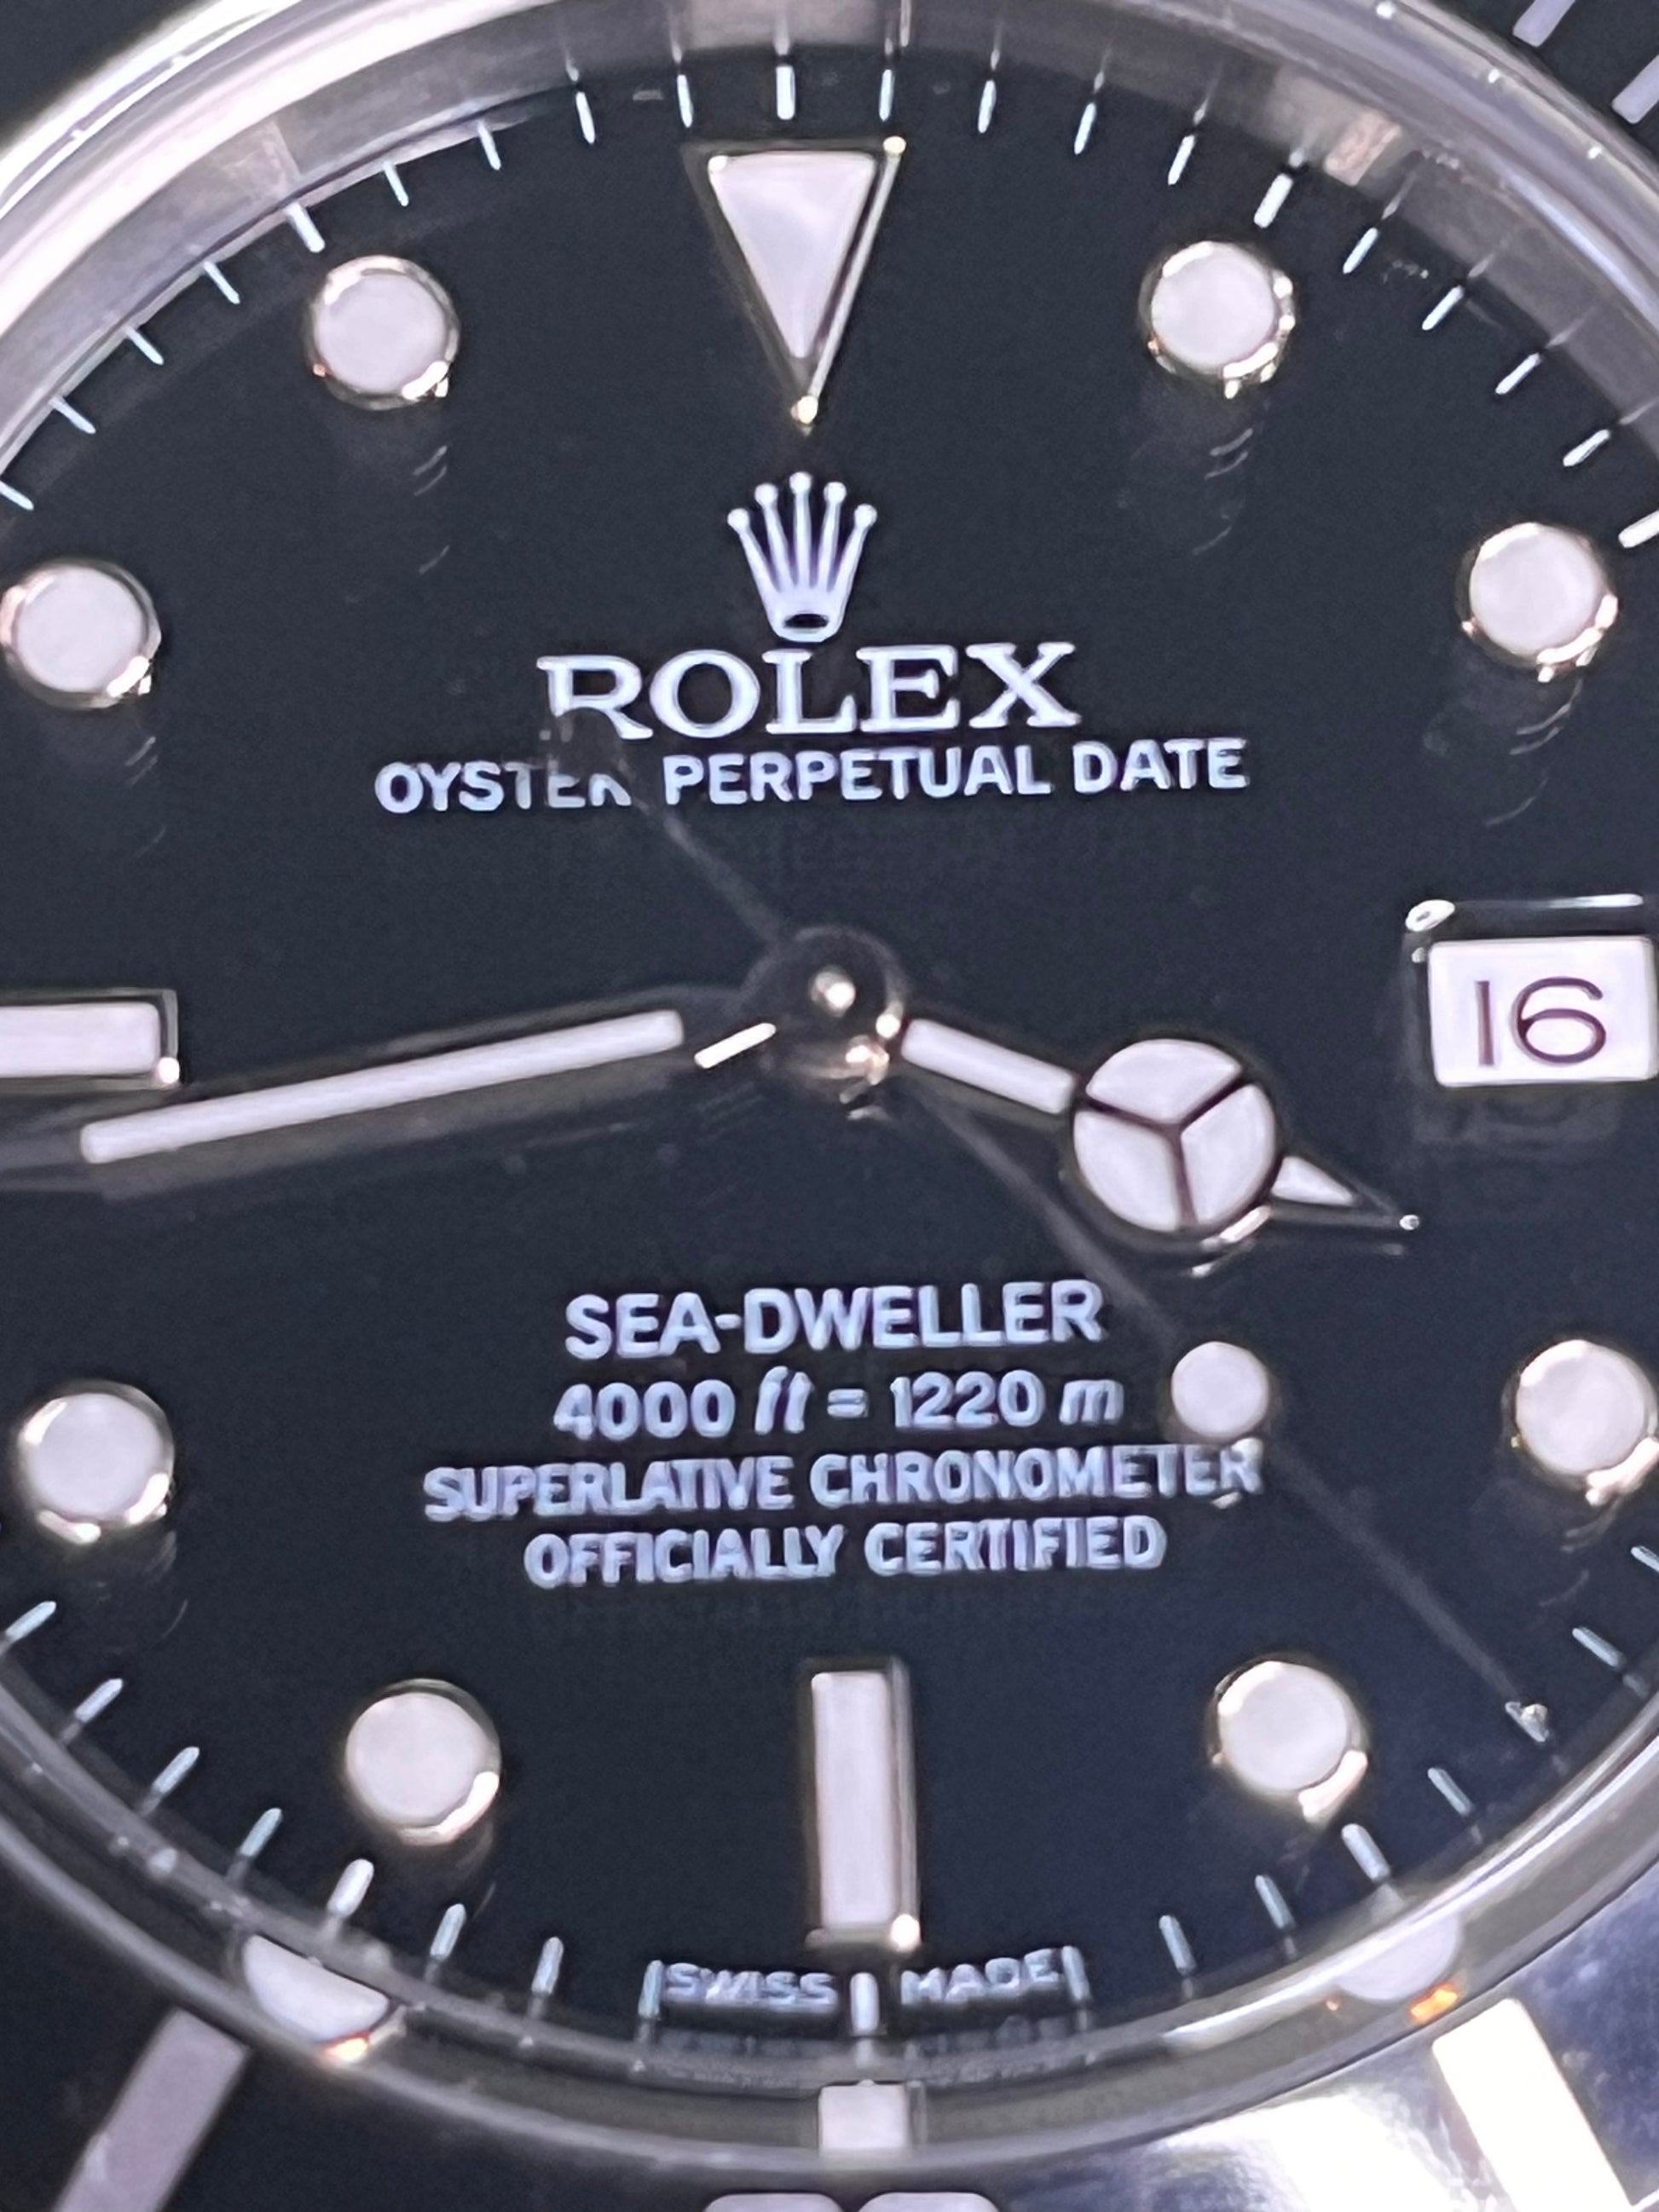 ROLEX
OYSTER PERPETUAL DATE
16
SEA-DWELLER
4000 ft = 1220 m
SUPERLATIVE CHRONOMETER
OFFICIALLY CERTIFIED
SWISS MADE